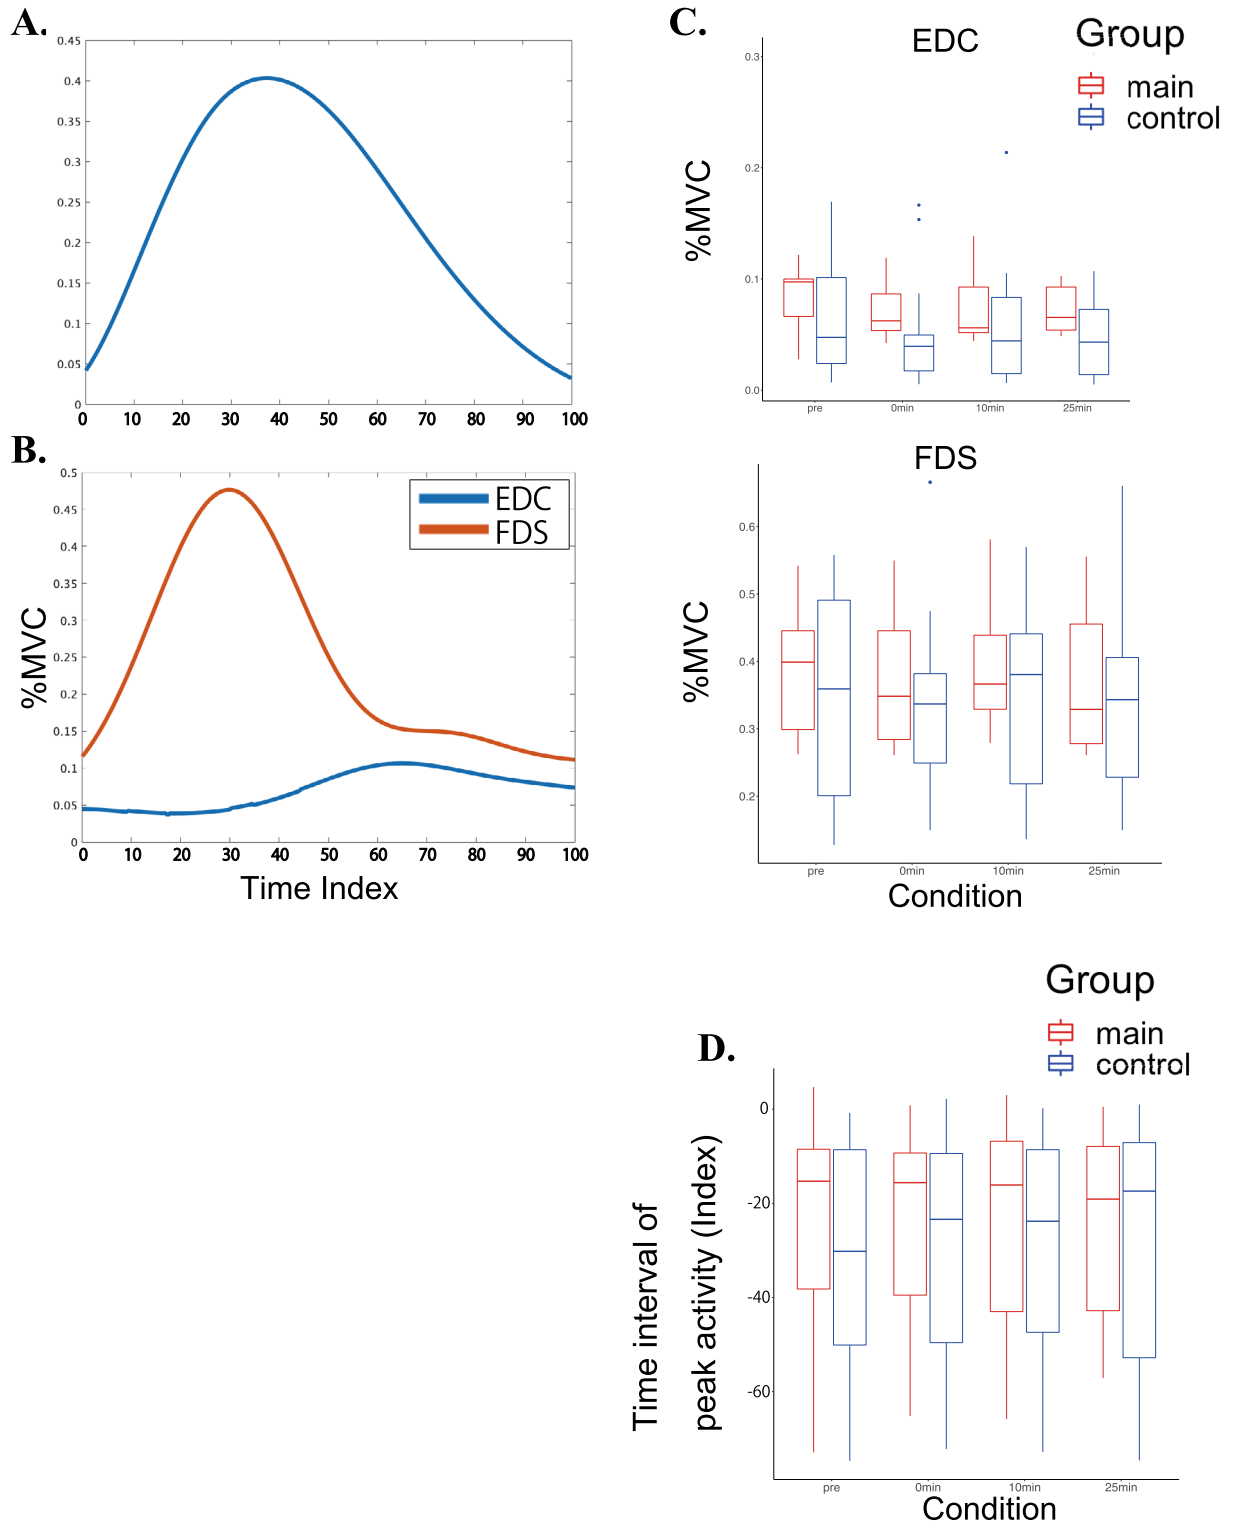 A.
0.45
0.4
0.35
0.3
0.25
0.2
0.15
0.1
0.05
0
0 10 20 30 40 50 60 70 80 90 100
B.
0.5
0.45
0.4
0.35
0.3
0.25
0.2
0.15
0.1
0.05
0
%MVC
EDC
FDS
0 10 20 30 40 50 60 70 80 90 100
Time Index
C.
EDC
Group
main
control
%MVC
0.3
0.2
0.1
0.0
pre 0min 10min 25min
FDS
%MVC
0.6
0.5
0.4
0.3
0.2
pre 0min 10min 25min
Condition
D.
Group
main
control
Time interval of
peak activity (Index)
0
-20
-40
-60
pre 0min 10min 25min
Condition